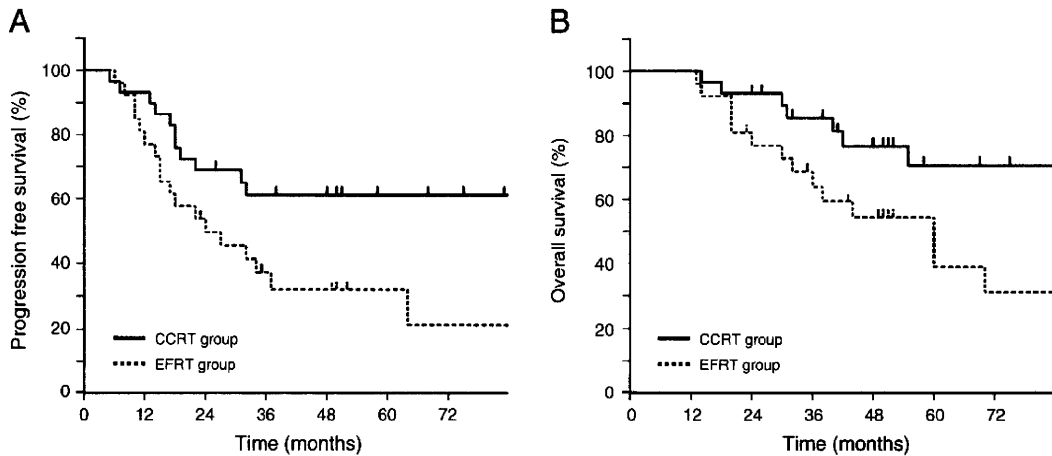 A
Progression free survival (%)
100
80
60
40
20
0
CCRT group
EFRT group
0 12 24 36 48 60 72
Time (months)
B
Overall survival (%)
100
80
60
40
20
0
CCRT group
EFRT group
0 12 24 36 48 60 72
Time (months)